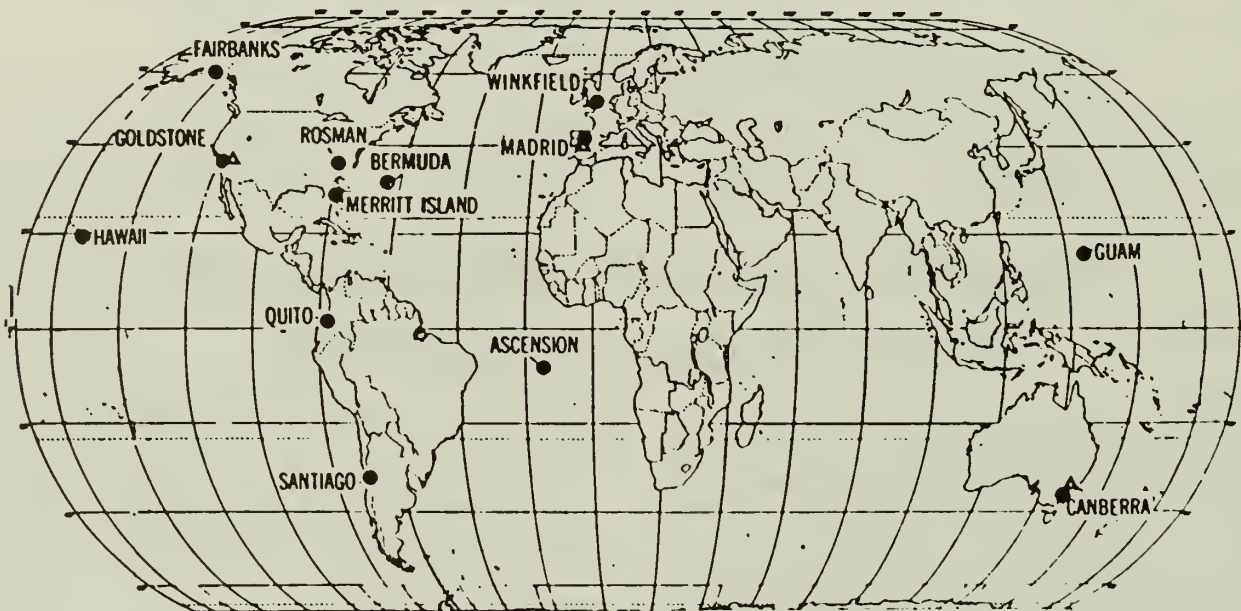 FAIRBANKS
WINKFIELD
GOLDSTONE
ROSMAN
MADRID
BERMUDA
MERRITT ISLAND
HAWAII
GUAM
QUITO
ASCENSION
SANTIAGO
CANBERRA